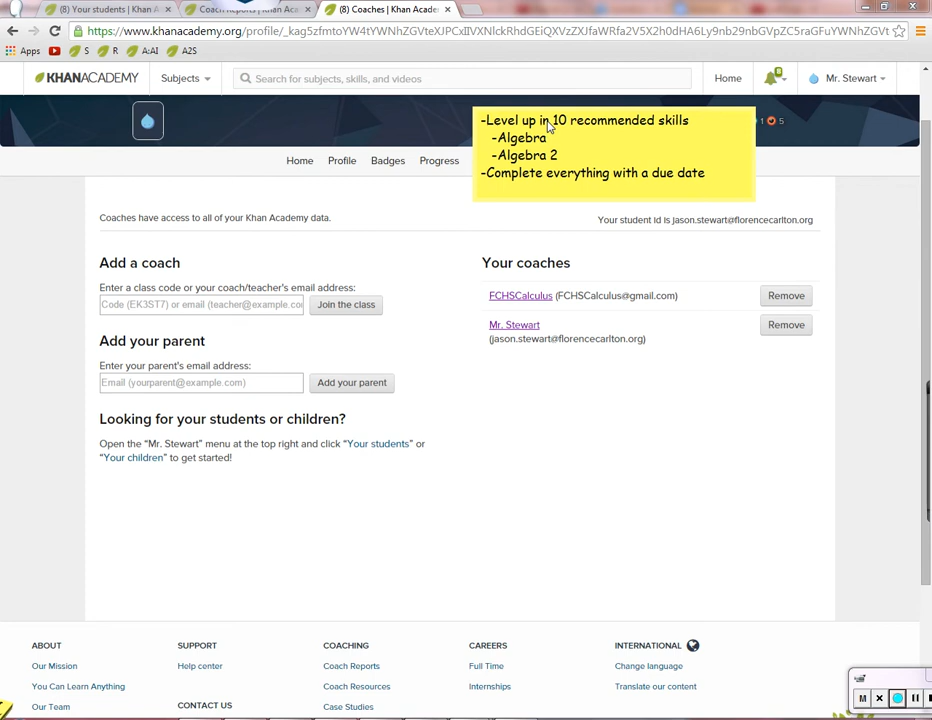 (8) Your students | Khan A
Coach Reports | Khan Aca
(8) Coaches | Khan Acade
https://www.khanacademy.org/profile/
Apps
S
R
A:AI
A2S
KHANACADEMY
Subjects
Search for subjects, skills, and videos
Home
8
Mr. Stewart
-Level up in 10 recommended skills
-Algebra
-Algebra 2
-Complete everything with a due date
1
5
Home
Profile
Badges
Progress
Coaches have access to all of your Khan Academy data.
Your student id is jason.stewart@florencecarlton.org
Add a coach
Your coaches
Enter a class code or your coach/teacher's email address:
Code (EK3ST7) or email (teacher@example.co
Join the class
FCHSCalculus (FCHSCalculus@gmail.com)
Remove
Mr. Stewart
(jason.stewart@florencecarlton.org)
Remove
Add your parent
Enter your parent's email address:
Email (yourparent@example.com)
Add your parent
Looking for your students or children?
Open the “Mr. Stewart” menu at the top right and click “Your students” or
“Your children” to get started!
ABOUT
Our Mission
You Can Learn Anything
Our Team
SUPPORT
Help center
CONTACT US
COACHING
Coach Reports
Coach Resources
Case Studies
CAREERS
Full Time
Internships
INTERNATIONAL
Change language
Translate our content
M